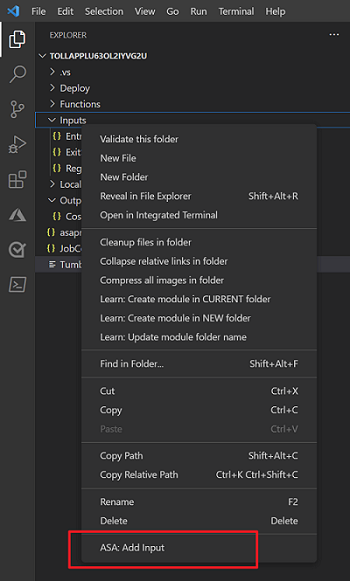 File Edit Selection View Go Run Terminal Help
EXPLORER
TOLLAPPLU63OL2IYVG2U
.vs
Deploy
Functions
Inputs
{} Entr
{} Exit
{} Reg
Local
Outp
{} Cos
{} asapr
{} JobCo
Tumb
Validate this folder
New File
New Folder
Reveal in File Explorer Shift+Alt+R
Open in Integrated Terminal
Cleanup files in folder
Collapse relative links in folder
Compress all images in folder
Learn: Create module in CURRENT folder
Learn: Create module in NEW folder
Learn: Update module folder name
Find in Folder... Shift+Alt+F
Cut Ctrl+X
Copy Ctrl+C
Paste Ctrl+V
Copy Path Shift+Alt+C
Copy Relative Path Ctrl+K Ctrl+Shift+C
Rename F2
Delete Delete
ASA: Add Input